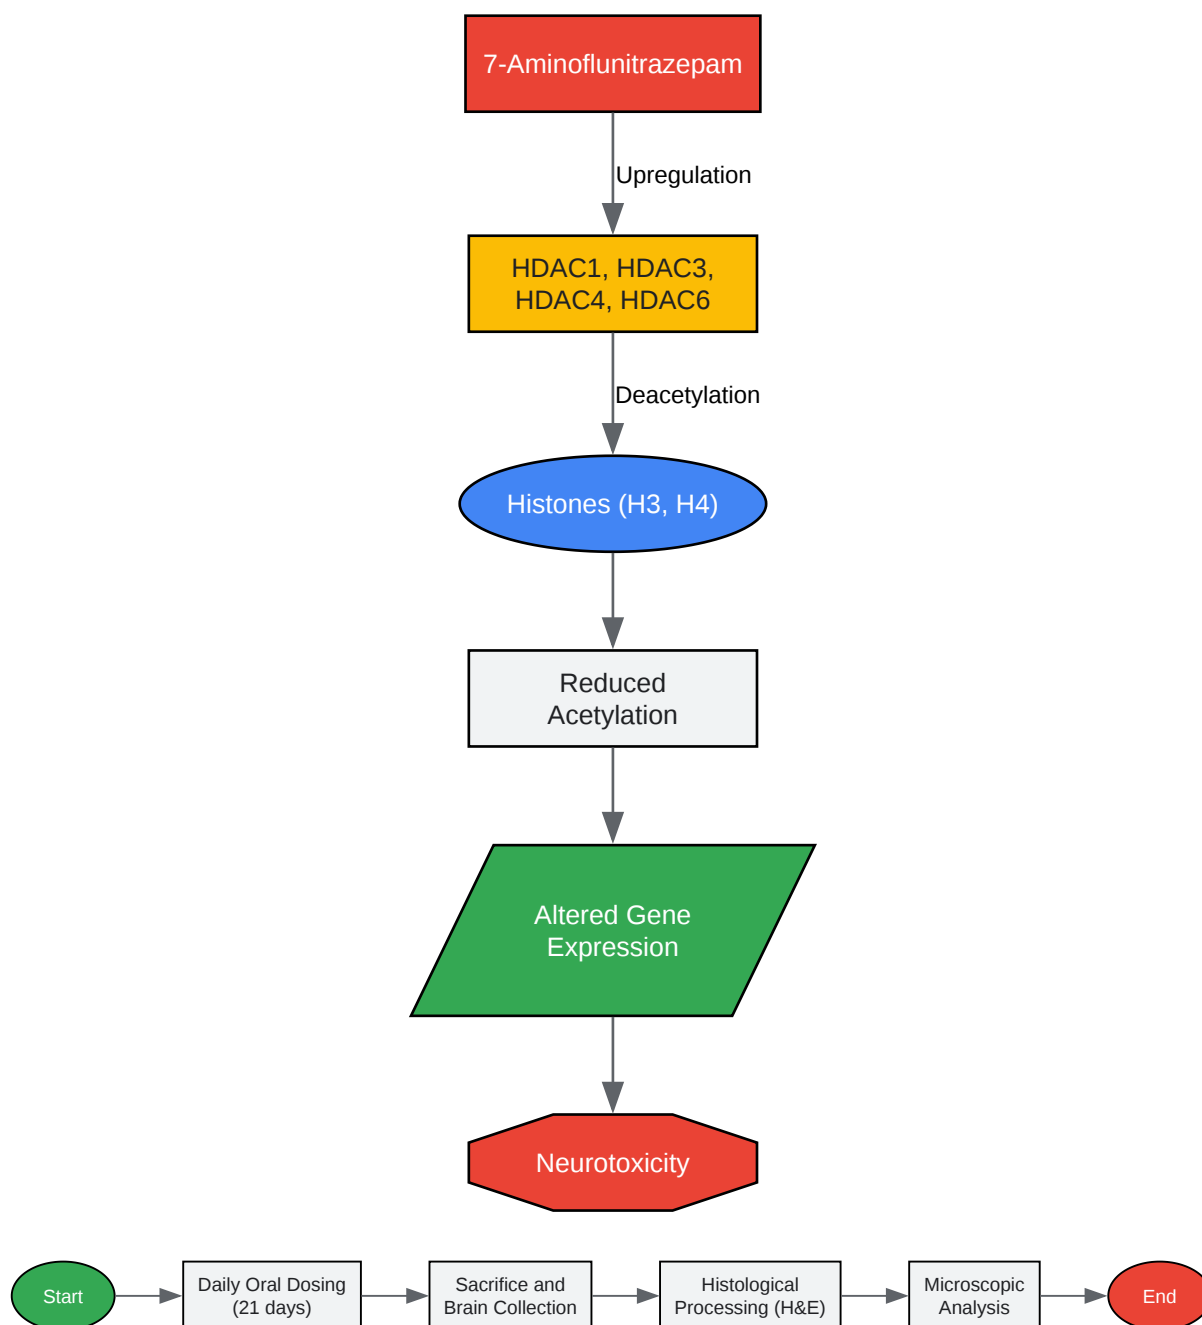 7-Aminoflunitrazepam
Upregulation
HDAC1, HDAC3,
HDAC4, HDAC6
Deacetylation
Histones (H3, H4)
Reduced
Acetylation
Altered Gene
Expression
Neurotoxicity
Start
Daily Oral Dosing
(21 days)
Sacrifice and
Brain Collection
Histological
Processing (H&E)
Microscopic
Analysis
End